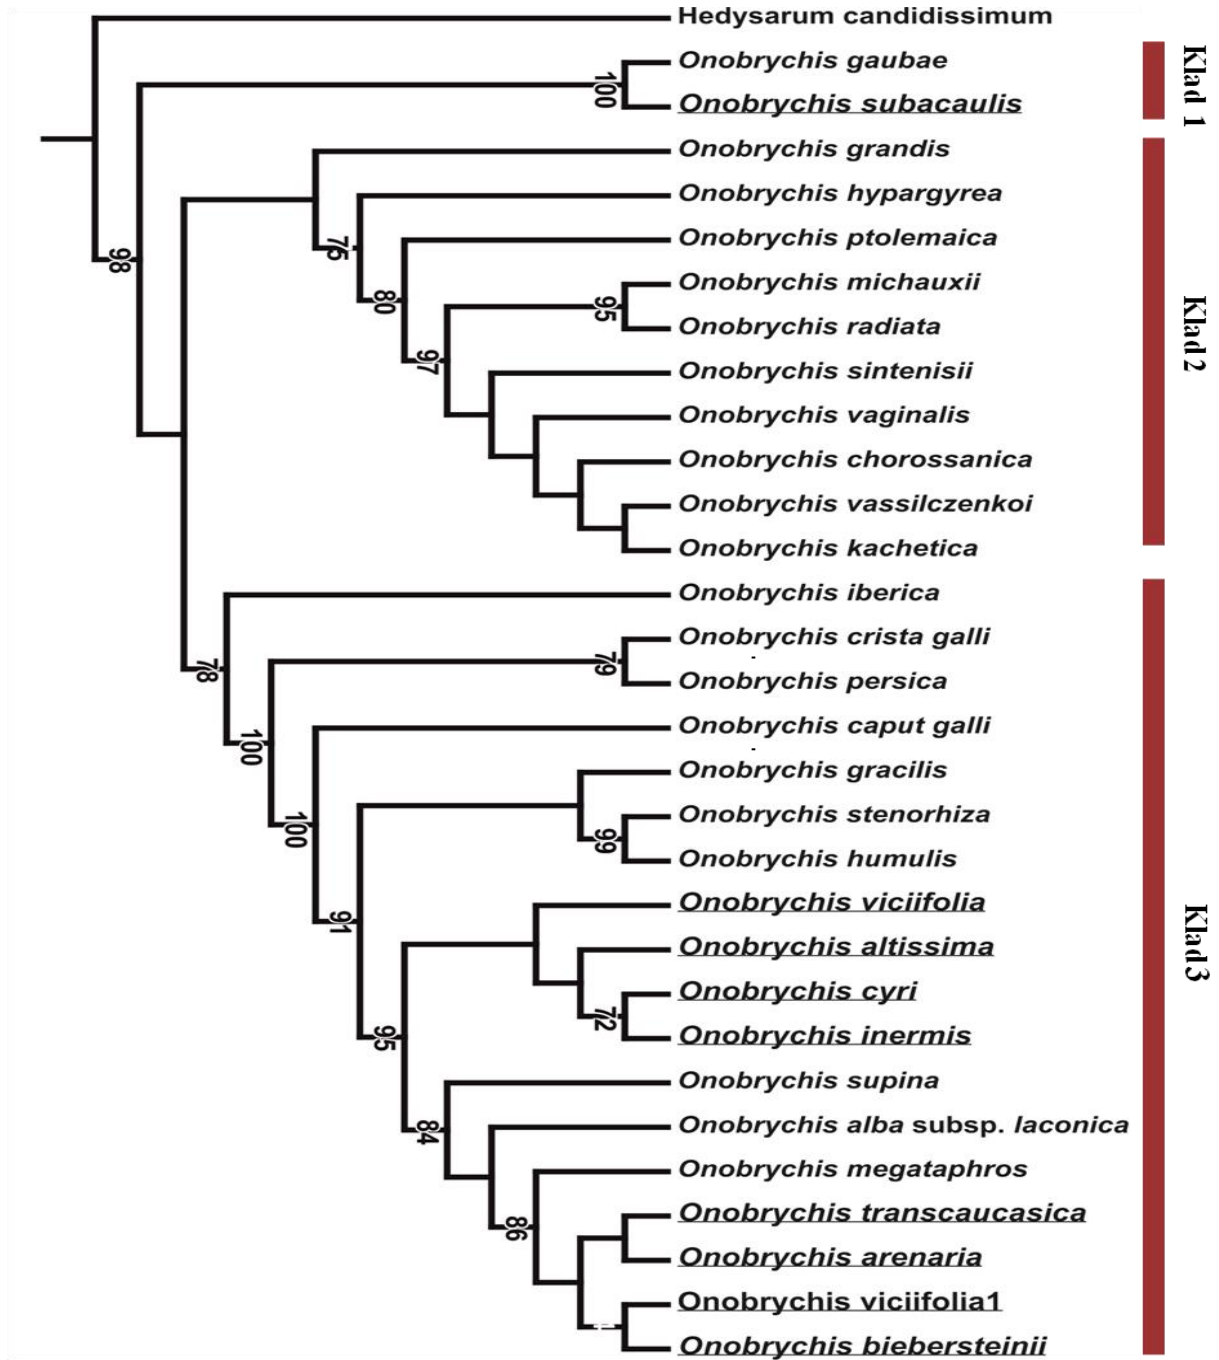 Hedysarum candidissimum
Onobrychis gaubae
100
Onobrychis subacaulis
Klad 1
Onobrychis grandis
Onobrychis hypargyrea
75
Onobrychis ptolemaica
98
Onobrychis michauxii
80
95
Onobrychis radiata
97
Onobrychis sintenisii
Klad 2
Onobrychis vaginalis
Onobrychis chorossanica
Onobrychis vassilczenkoi
Onobrychis kachetica
Onobrychis iberica
Onobrychis crista galli
78
79
Onobrychis persica
Onobrychis caput galli
100
Onobrychis gracilis
Onobrychis stenorhiza
100
99
Onobrychis humulis
Onobrychis viciifolia
91
Onobrychis altissima
Klad 3
Onobrychis cyri
72
Onobrychis inermis
95
Onobrychis supina
Onobrychis alba subsp. laconica
84
Onobrychis megataphros
Onobrychis transcaucasica
86
Onobrychis arenaria
Onobrychis viciifolia1
Onobrychis biebersteinii